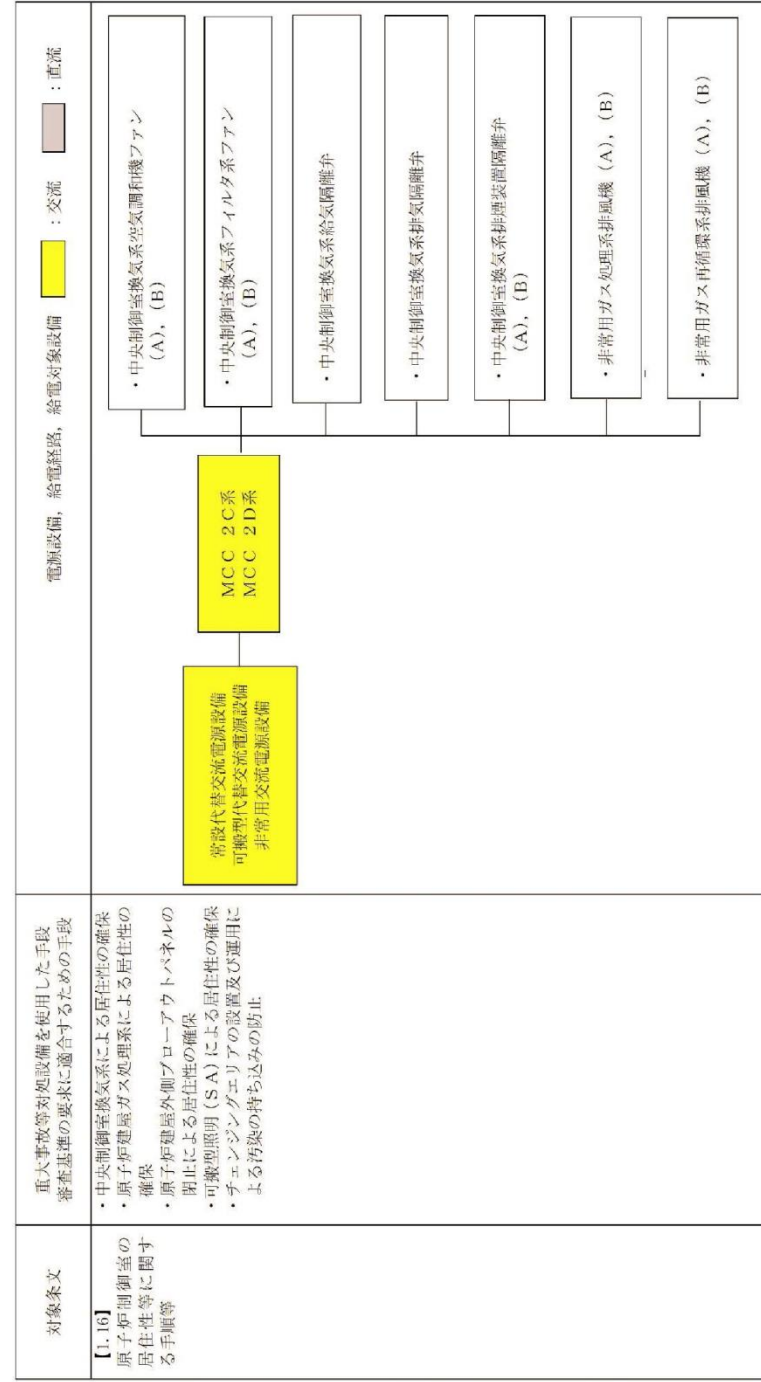 対象条文
重大事故等対処設備を使用した手段
審査基準の要求に適合するための手段
電源設備，給電経路，給電対象設備
：交流
：直流
【1.16】
原子炉制御室の
居住性等に関す
る手順等
・中央制御室換気系による居住性の確保
・原子炉建屋ガス処理系による居住性の
確保
・原子炉建屋外側ブローアウトパネルの
閉止による居住性の確保
・可搬型照明（ＳＡ）による居住性の確保
・チェンジングエリアの設置及び運用に
よる汚染の持ち込みの防止
常設代替交流電源設備
可搬型代替交流電源設備
非常用交流電源設備
ＭＣＣ ２Ｃ系
ＭＣＣ ２Ｄ系
・中央制御室換気系空気調和機ファン
（Ａ），（Ｂ）
・中央制御室換気系フィルタ系ファン
（Ａ），（Ｂ）
・中央制御室換気系給気隔離弁
・中央制御室換気系排気隔離弁
・中央制御室換気系排煙装置隔離弁
（Ａ），（Ｂ）
・非常用ガス処理系排風機（Ａ），（Ｂ）
・非常用ガス再循環系排風機（Ａ），（Ｂ）